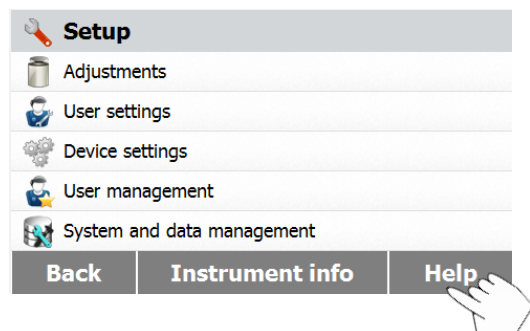 Setup
Adjustments
User settings
Device settings
User management
System and data management
Back Instrument info Help